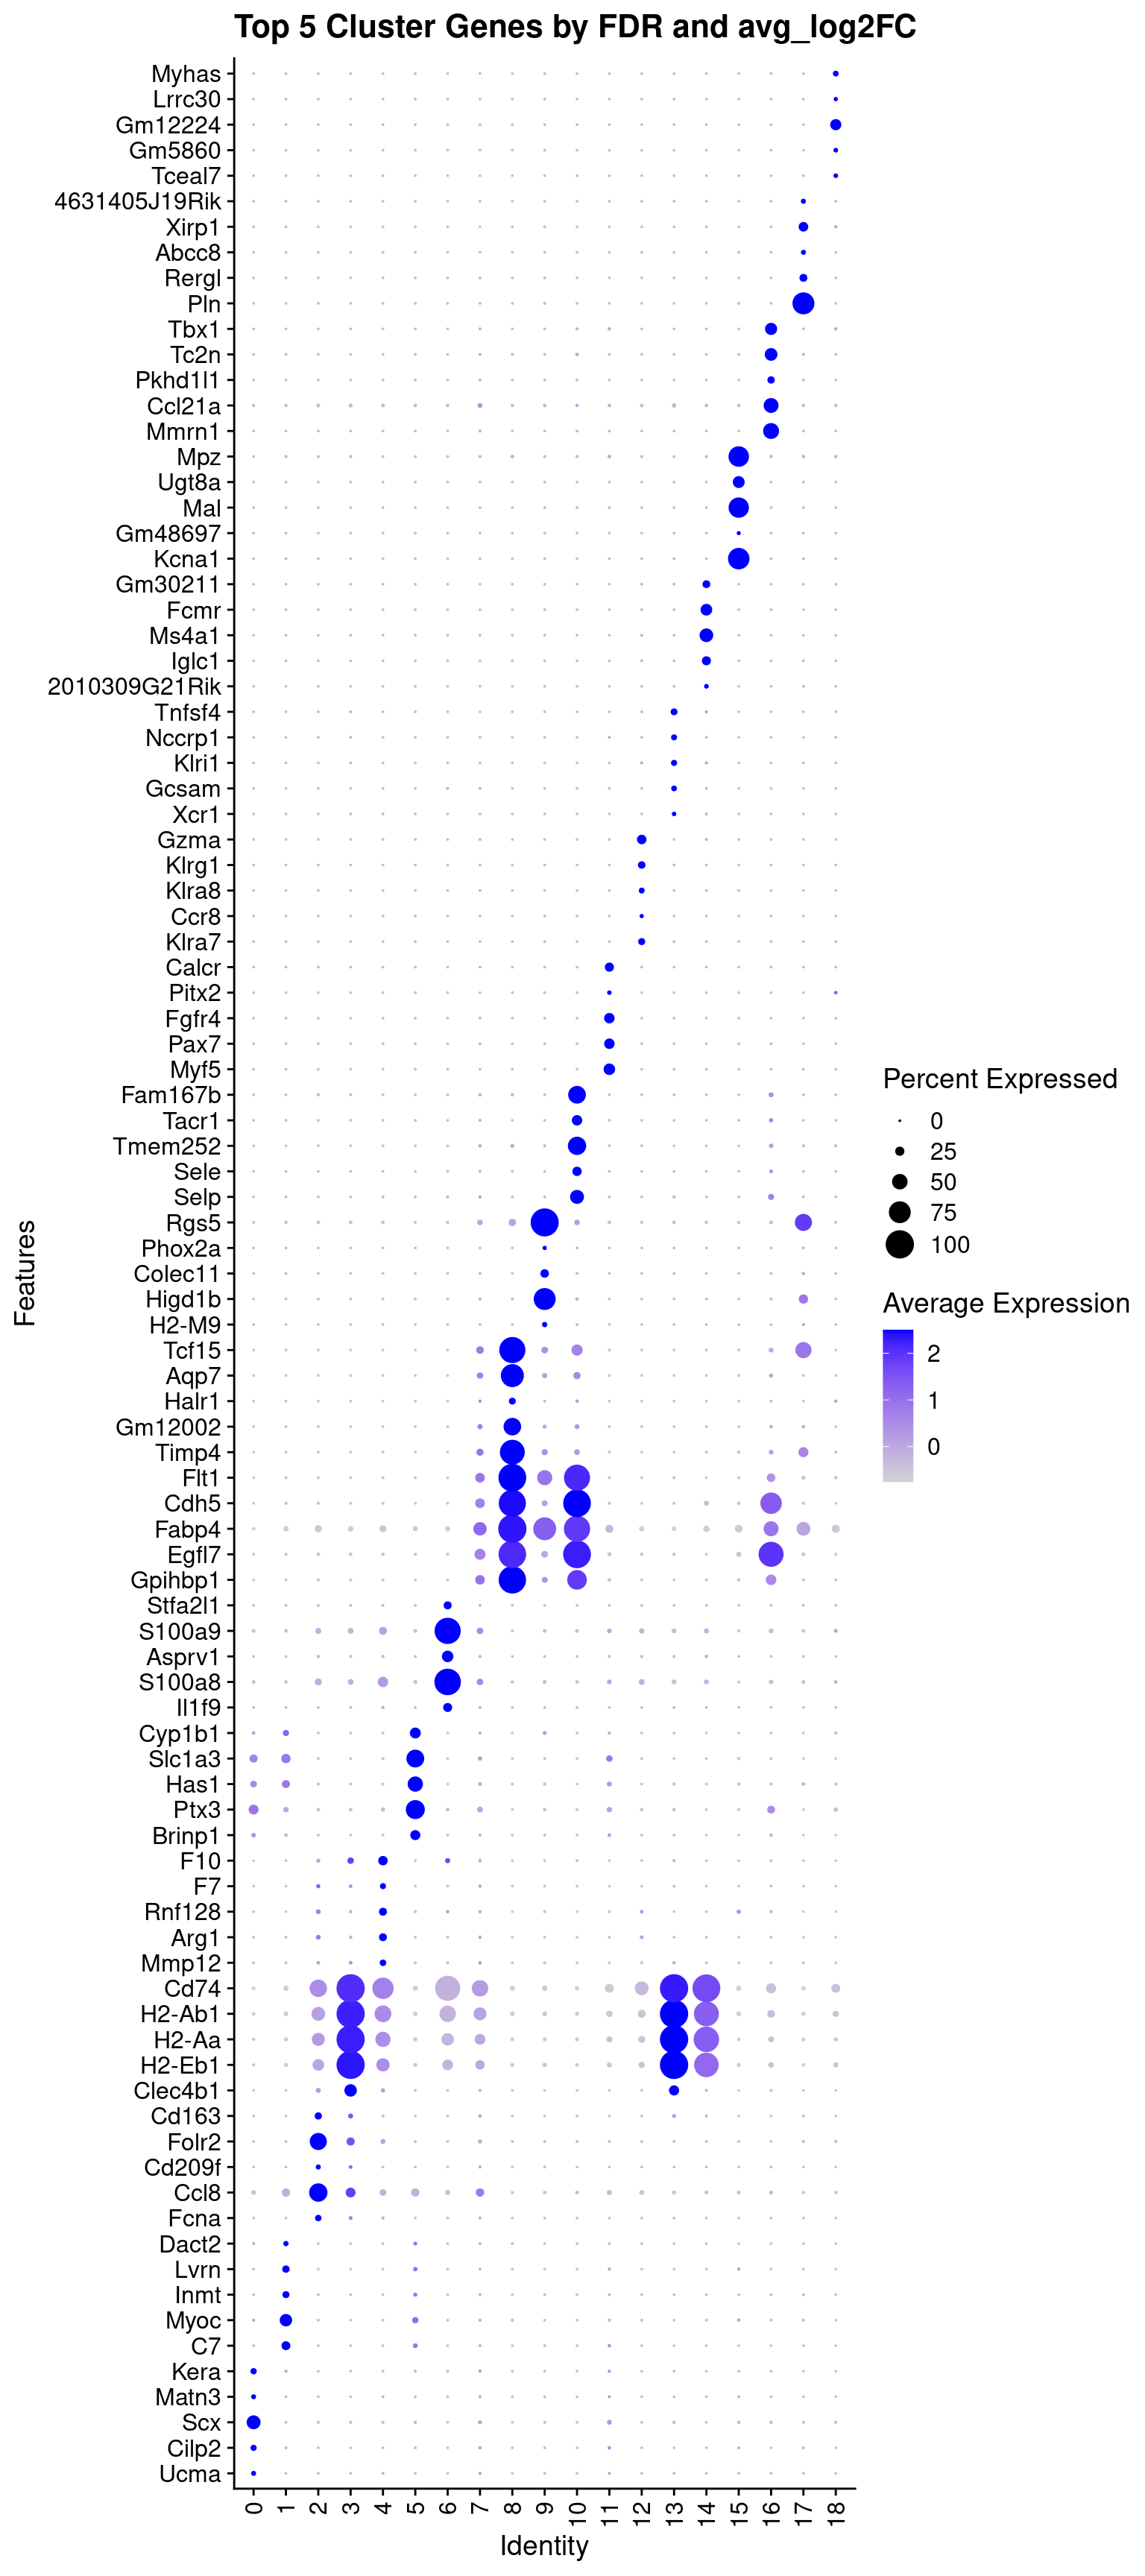 Top 5 Cluster Genes by FDR and avg_log2FC
Myhas
Lrrc30
Gm12224
Gm5860
Tceal7
4631405J19Rik
Xirp1
Abcc8
Rergl
Pln
Tbx1
Tc2n
Pkhd1l1
Ccl21a
Mmrn1
Mpz
Ugt8a
Mal
Gm48697
Kcna1
Gm30211
Fcmr
Ms4a1
Iglc1
2010309G21Rik
Tnfsf4
Nccrp1
Klri1
Gcsam
Xcr1
Gzma
Klrg1
Klra8
Ccr8
Klra7
Calcr
Pitx2
Fgfr4
Pax7
Myf5
Fam167b
Tacr1
Tmem252
Sele
Selp
Rgs5
Phox2a
Colec11
Higd1b
H2-M9
Tcf15
Aqp7
Halr1
Gm12002
Timp4
Flt1
Cdh5
Fabp4
Egfl7
Gpihbp1
Stfa2l1
S100a9
Asprv1
S100a8
Il1f9
Cyp1b1
Slc1a3
Has1
Ptx3
Brinp1
F10
F7
Rnf128
Arg1
Mmp12
Cd74
H2-Ab1
H2-Aa
H2-Eb1
Clec4b1
Cd163
Folr2
Cd209f
Ccl8
Fcna
Dact2
Lvrn
Inmt
Myoc
C7
Kera
Matn3
Scx
Cilp2
Ucma
Features
0 1 2 3 4 5 6 7 8 9 10 11 12 13 14 15 16 17 18
Identity
Percent Expressed
0
25
50
75
100
Average Expression
2
1
0